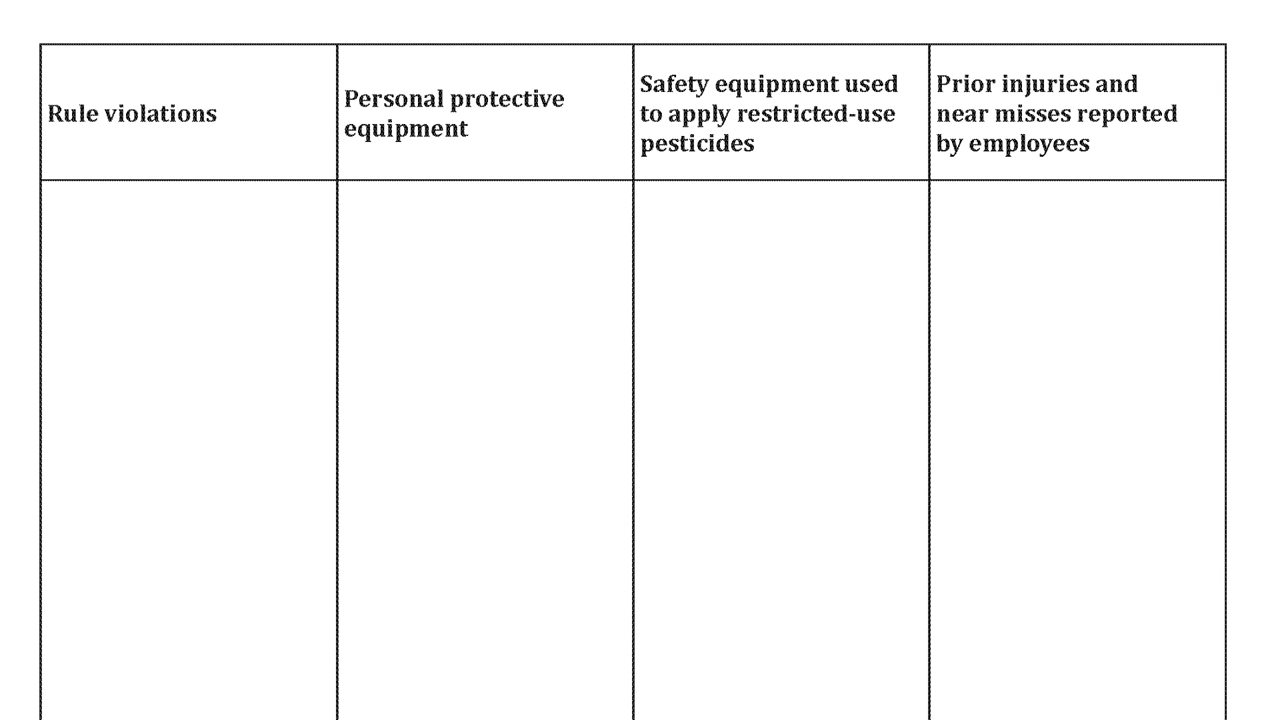 Rule violations
Personal protective
equipment
Safety equipment used
to apply restricted-use
pesticides
Prior injuries and
near misses reported
by employees